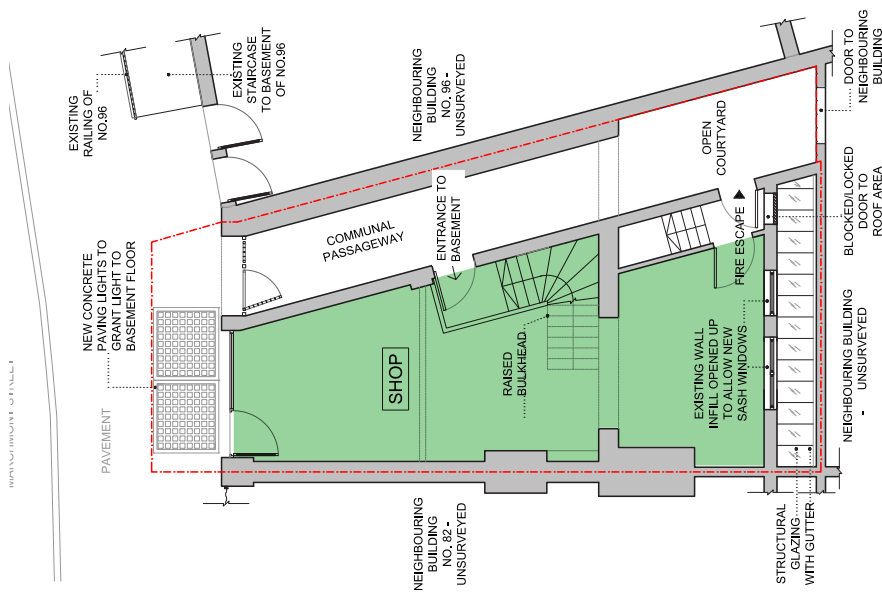 EXISTING
RAILING OF
NO.96
EXISTING
STAIRCASE
TO BASEMENT
OF NO.96
NEIGHBOURING
BUILDING
NO. 96 -
UNSURVEYED
DOOR TO
NEIGHBOURING
BUILDING
NEW CONCRETE
PAVING LIGHTS TO
GRANT LIGHT TO
BASEMENT FLOOR
COMMUNAL
PASSAGEWAY
ENTRANCE TO
BASEMENT
OPEN
COURTYARD
FIRE ESCAPE
BLOCKED/LOCKED
DOOR TO
ROOF AREA
PAVEMENT
SHOP
RAISED
BULKHEAD
EXISTING WALL
INFILL OPENED UP
TO ALLOW NEW
SASH WINDOWS
NEIGHBOURING BUILDING
- UNSURVEYED
NEIGHBOURING
BUILDING
NO. 82 -
UNSURVEYED
STRUCTURAL
GLAZING
WITH GUTTER